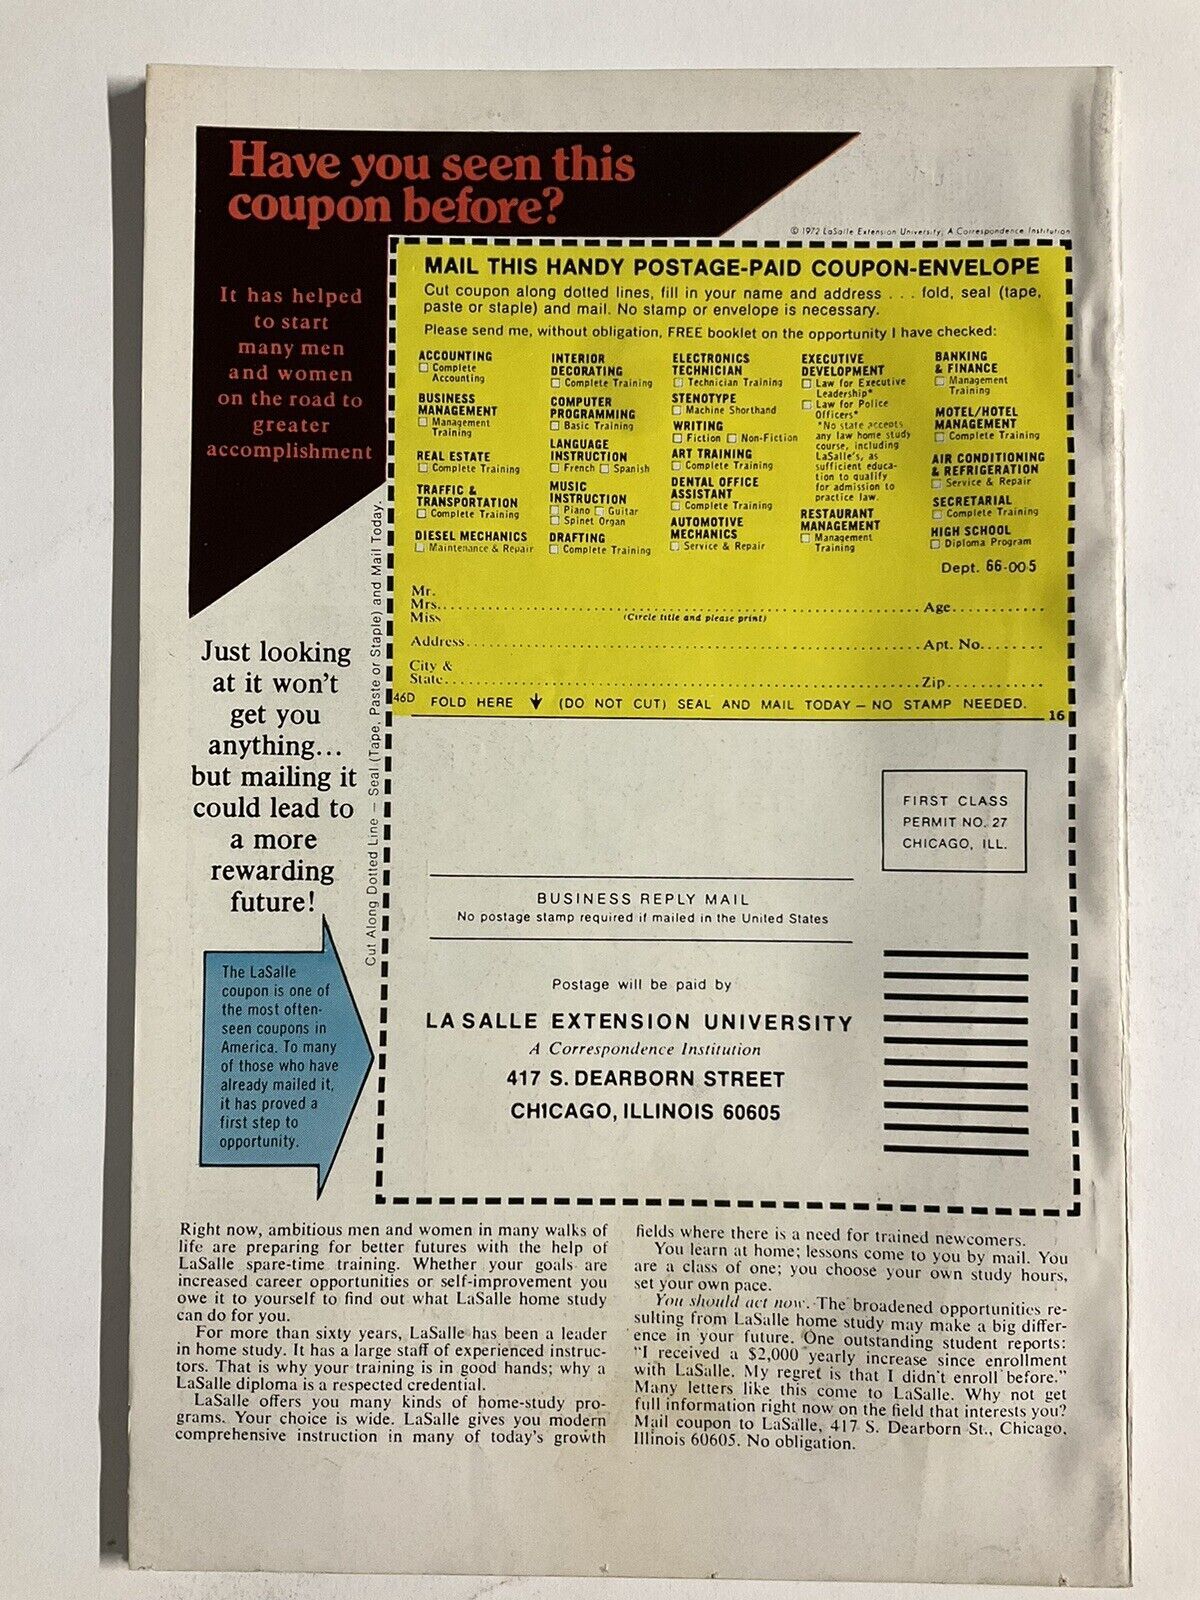 Have you seen this
coupon before?
It has helped
to start
many men
and women
on the road to
greater
accomplishment
© 1972 LaSalle Extension University, A Correspondence Institution
MAIL THIS HANDY POSTAGE-PAID COUPON-ENVELOPE
Cut coupon along dotted lines, fill in your name and address . . . fold, seal (tape,
paste or staple) and mail. No stamp or envelope is necessary.
Please send me, without obligation, FREE booklet on the opportunity I have checked:
ACCOUNTING
☐ Complete
Accounting
BUSINESS
MANAGEMENT
☐ Management
Training
REAL ESTATE
☐ Complete Training
TRAFFIC &
TRANSPORTATION
☐ Complete Training
DIESEL MECHANICS
☐ Maintenance & Repair
INTERIOR
DECORATING
☐ Complete Training
COMPUTER
PROGRAMMING
☐ Basic Training
LANGUAGE
INSTRUCTION
☐ French ☐ Spanish
MUSIC
INSTRUCTION
☐ Piano ☐ Guitar
☐ Spinet Organ
DRAFTING
☐ Complete Training
ELECTRONICS
TECHNICIAN
☐ Technician Training
STENOTYPE
☐ Machine Shorthand
WRITING
☐ Fiction ☐ Non-Fiction
ART TRAINING
☐ Complete Training
DENTAL OFFICE
ASSISTANT
☐ Complete Training
AUTOMOTIVE
MECHANICS
☐ Service & Repair
EXECUTIVE
DEVELOPMENT
☐ Law for Executive
Leadership*
☐ Law for Police
Officers*
*No state accepts
any law home study
course, including
LaSalle's, as
sufficient educa-
tion to qualify
for admission to
practice law.
RESTAURANT
MANAGEMENT
☐ Management
Training
BANKING
& FINANCE
☐ Management
Training
MOTEL/HOTEL
MANAGEMENT
☐ Complete Training
AIR CONDITIONING
& REFRIGERATION
☐ Service & Repair
SECRETARIAL
☐ Complete Training
HIGH SCHOOL
☐ Diploma Program
Dept. 66-005
Mr.
Mrs. Age
Miss (Circle title and please print)
Address Apt. No.
City &
State Zip
46D FOLD HERE ↓ (DO NOT CUT) SEAL AND MAIL TODAY — NO STAMP NEEDED.
16
Cut Along Dotted Line — Seal (Tape, Paste or Staple) and Mail Today.
Just looking
at it won't
get you
anything...
but mailing it
could lead to
a more
rewarding
future!
The LaSalle
coupon is one of
the most often-
seen coupons in
America. To many
of those who have
already mailed it,
it has proved a
first step to
opportunity.
FIRST CLASS
PERMIT NO. 27
CHICAGO, ILL.
BUSINESS REPLY MAIL
No postage stamp required if mailed in the United States
Postage will be paid by
LA SALLE EXTENSION UNIVERSITY
A Correspondence Institution
417 S. DEARBORN STREET
CHICAGO, ILLINOIS 60605
Right now, ambitious men and women in many walks of
life are preparing for better futures with the help of
LaSalle spare-time training. Whether your goals are
increased career opportunities or self-improvement you
owe it to yourself to find out what LaSalle home study
can do for you.
For more than sixty years, LaSalle has been a leader
in home study. It has a large staff of experienced instruc-
tors. That is why your training is in good hands; why a
LaSalle diploma is a respected credential.
LaSalle offers you many kinds of home-study pro-
grams. Your choice is wide. LaSalle gives you modern
comprehensive instruction in many of today's growth
fields where there is a need for trained newcomers.
You learn at home; lessons come to you by mail. You
are a class of one; you choose your own study hours,
set your own pace.
You should act now. The broadened opportunities re-
sulting from LaSalle home study may make a big differ-
ence in your future. One outstanding student reports:
"I received a $2,000 yearly increase since enrollment
with LaSalle. My regret is that I didn't enroll before."
Many letters like this come to LaSalle. Why not get
full information right now on the field that interests you?
Mail coupon to LaSalle, 417 S. Dearborn St., Chicago,
Illinois 60605. No obligation.